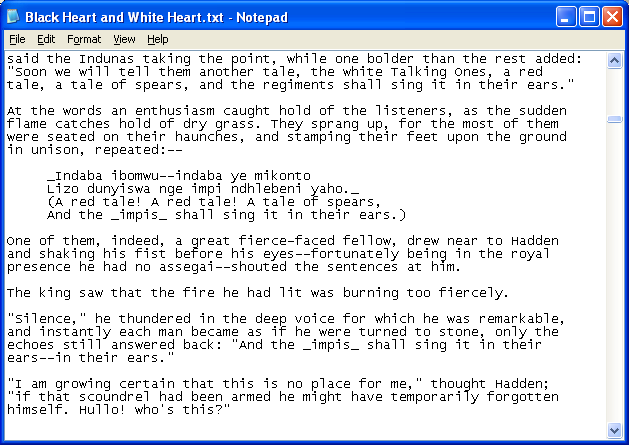 Black Heart and White Heart.txt - Notepad
File Edit Format View Help
said the Indunas taking the point, while one bolder than the rest added:
"Soon we will tell them another tale, the white Talking Ones, a red
tale, a tale of spears, and the regiments shall sing it in their ears."

At the words an enthusiasm caught hold of the listeners, as the sudden
flame catches hold of dry grass. They sprang up, for the most of them
were seated on their haunches, and stamping their feet upon the ground
in unison, repeated:--

_Indaba ibomwu--indaba ye mikonto
Lizo dunyiswa nge impi ndhlebeni yaho._
(A red tale! A red tale! A tale of spears,
And the _impis_ shall sing it in their ears.)

One of them, indeed, a great fierce-faced fellow, drew near to Hadden
and shaking his fist before his eyes--fortunately being in the royal
presence he had no assegai--shouted the sentences at him.

The king saw that the fire he had lit was burning too fiercely.

"Silence," he thundered in the deep voice for which he was remarkable,
and instantly each man became as if he were turned to stone, only the
echoes still answered back: "And the _impis_ shall sing it in their
ears--in their ears."

"I am growing certain that this is no place for me," thought Hadden;
"if that scoundrel had been armed he might have temporarily forgotten
himself. Hullo! who's this?"